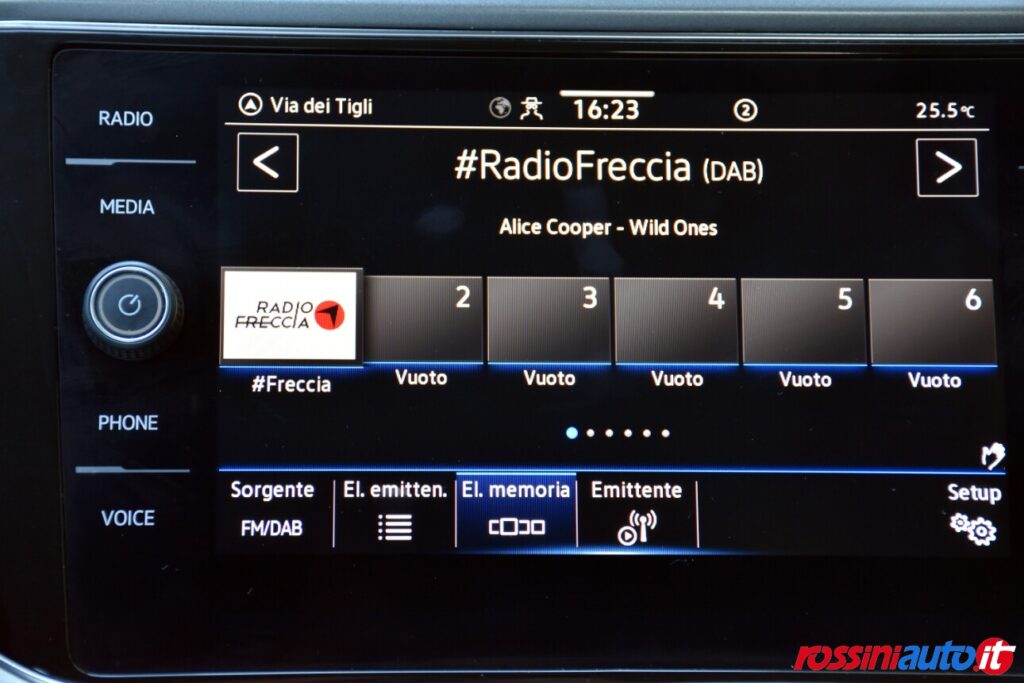 RADIO
MEDIA
PHONE
VOICE
Via dei Tigli
16:23
2
25.5°C
#RadioFreccia (DAB)
Alice Cooper - Wild Ones
RADIO
FRECCIA
2
3
4
5
6
#Freccia
Vuoto
Vuoto
Vuoto
Vuoto
Vuoto
Sorgente
El. emitten.
El. memoria
Emittente
Setup
FM/DAB
rossiniauto.it